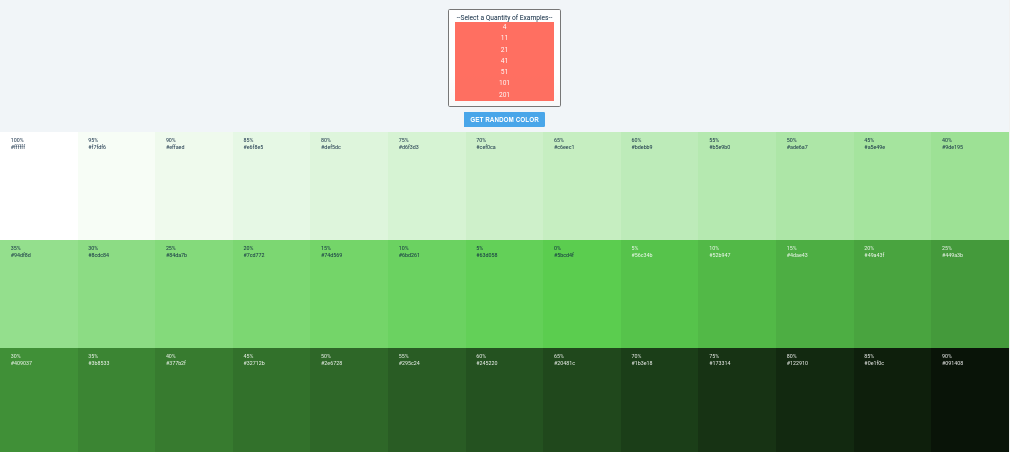 --Select a Quantity of Examples--
4
11
21
41
51
101
201
GET RANDOM COLOR
100%
#ffffff
95%
#f7fdf6
90%
#effaed
85%
#e6f8e5
80%
#def5dc
75%
#d6f3d3
70%
#cef0ca
65%
#c6eec1
60%
#bdebb9
55%
#b5e9b0
50%
#ade6a7
45%
#a5e49e
40%
#9de195
35%
#94df8d
30%
#8cdc84
25%
#84da7b
20%
#7cd772
15%
#74d569
10%
#6bd261
5%
#63d058
0%
#5bcd4f
5%
#56c34b
10%
#52b947
15%
#4dae43
20%
#49a43f
25%
#449a3b
30%
#409037
35%
#3b8533
40%
#377b2f
45%
#32712b
50%
#2e6728
55%
#295c24
60%
#245220
65%
#20481c
70%
#1b3e18
75%
#173314
80%
#122910
85%
#0e1f0c
90%
#091408